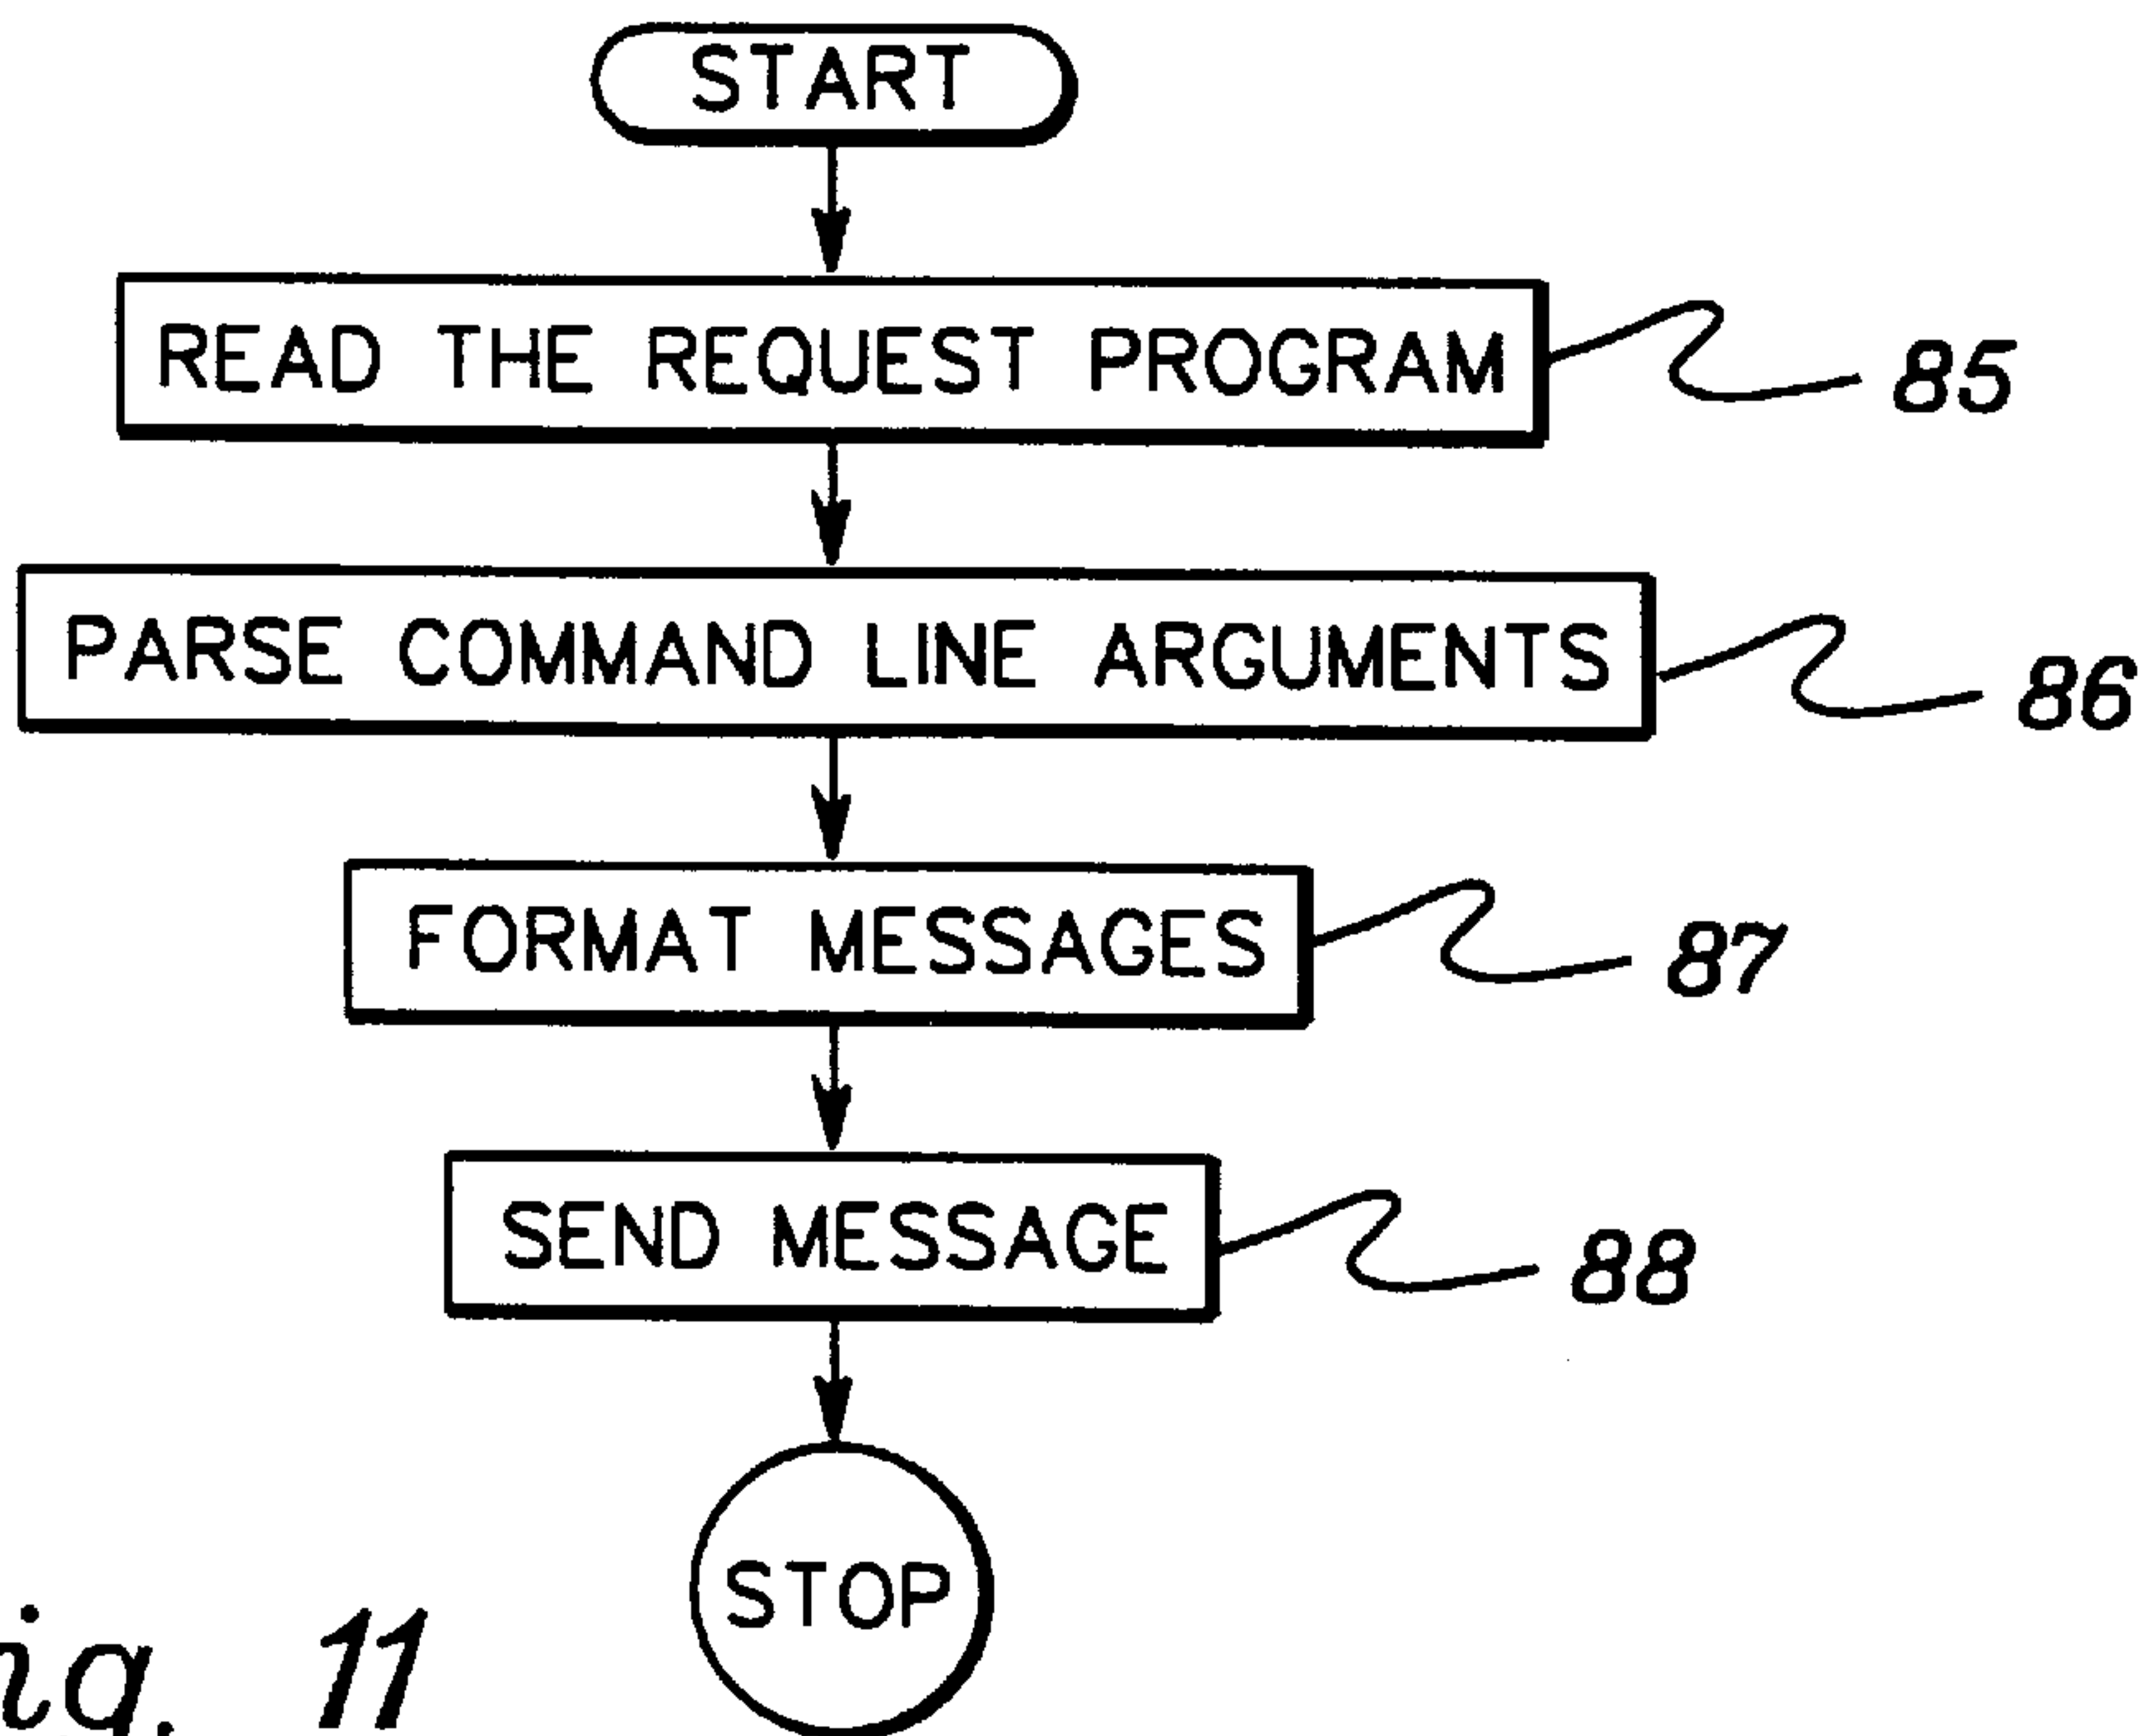 START
READ THE REQUEST PROGRAM
85
PARSE COMMAND LINE ARGUMENTS
86
FORMAT MESSAGES
87
SEND MESSAGE
88
STOP
ig. 11